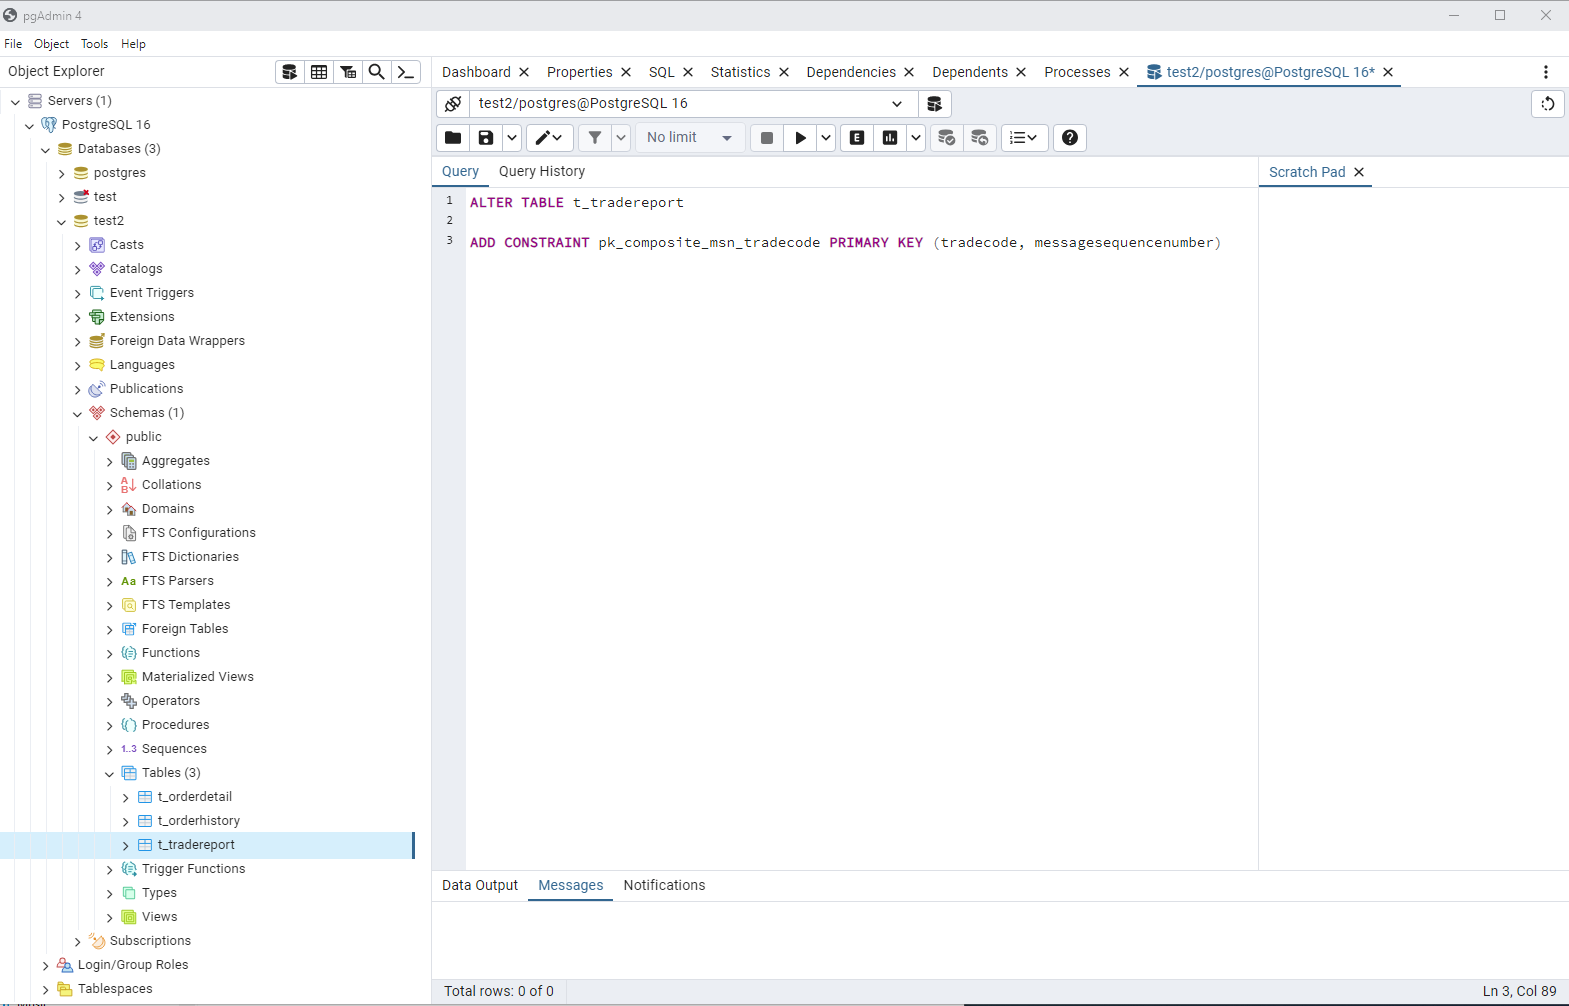 pgAdmin 4
File Object Tools Help
Object Explorer
Servers (1)
PostgreSQL 16
Databases (3)
postgres
test
test2
Casts
Catalogs
Event Triggers
Extensions
Foreign Data Wrappers
Languages
Publications
Schemas (1)
public
Aggregates
Collations
Domains
FTS Configurations
FTS Dictionaries
Aa FTS Parsers
FTS Templates
Foreign Tables
Functions
Materialized Views
Operators
Procedures
1..3 Sequences
Tables (3)
t_orderdetail
t_orderhistory
t_tradereport
Trigger Functions
Types
Views
Subscriptions
Login/Group Roles
Tablespaces
Dashboard Properties SQL Statistics Dependencies Dependents Processes test2/postgres@PostgreSQL 16*
test2/postgres@PostgreSQL 16
No limit E
Query Query History
1 ALTER TABLE t_tradereport
2
3 ADD CONSTRAINT pk_composite_msn_tradecode PRIMARY KEY (tradecode, messagesequencenumber)
Scratch Pad
Data Output Messages Notifications
Total rows: 0 of 0
Ln 3, Col 89